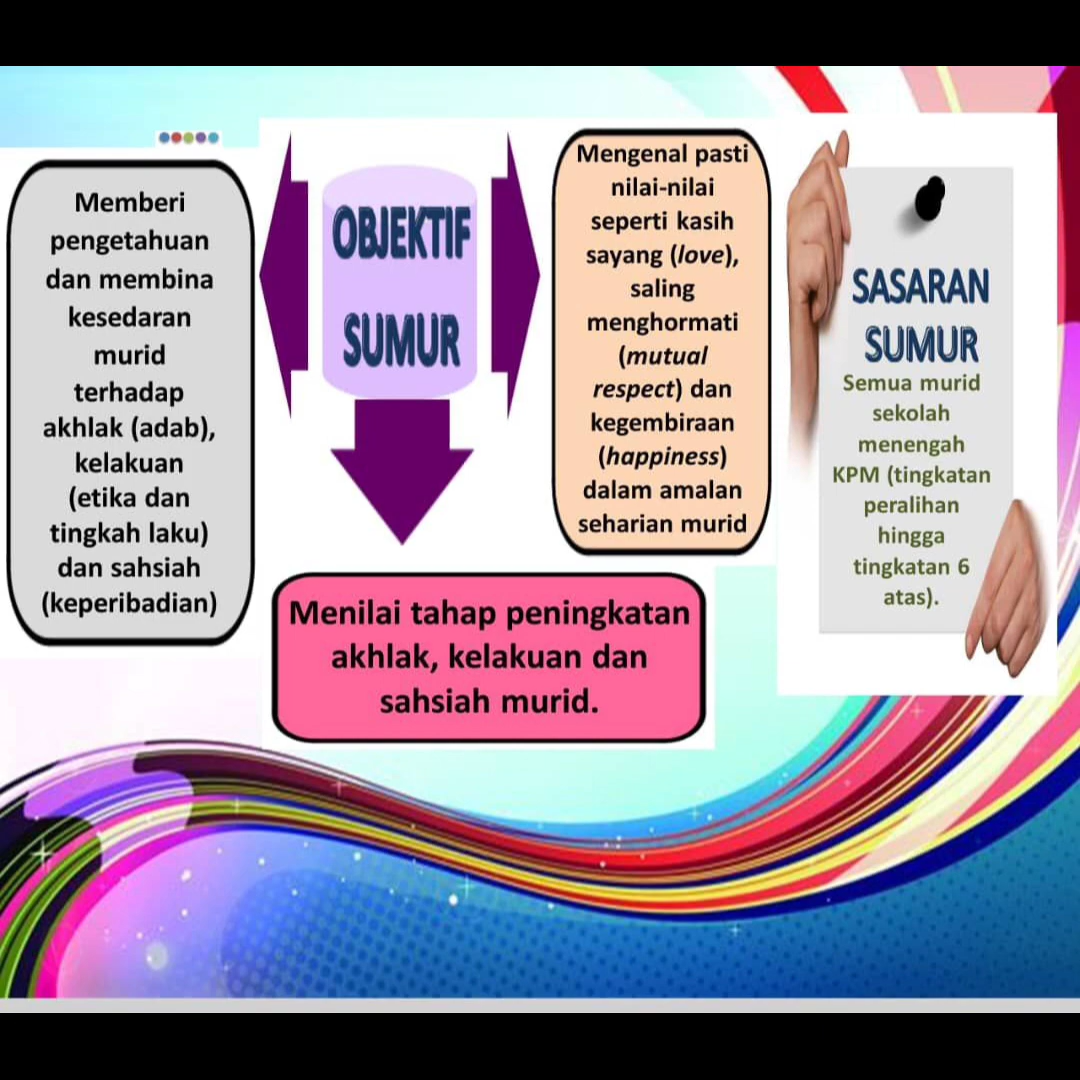 Memberi
pengetahuan
dan membina
kesedaran
murid
terhadap
akhlak (adab),
kelakuan
(etika dan
tingkah laku)
dan sahsiah
(keperibadian)
OBJEKTIF
SUMUR
Mengenal pasti
nilai-nilai
seperti kasih
sayang (love),
saling
menghormati
(mutual
respect) dan
kegembiraan
(happiness)
dalam amalan
seharian murid
Menilai tahap peningkatan
akhlak, kelakuan dan
sahsiah murid.
SASARAN
SUMUR
Semua murid
sekolah
menengah
KPM (tingkatan
peralihan
hingga
tingkatan 6
atas).